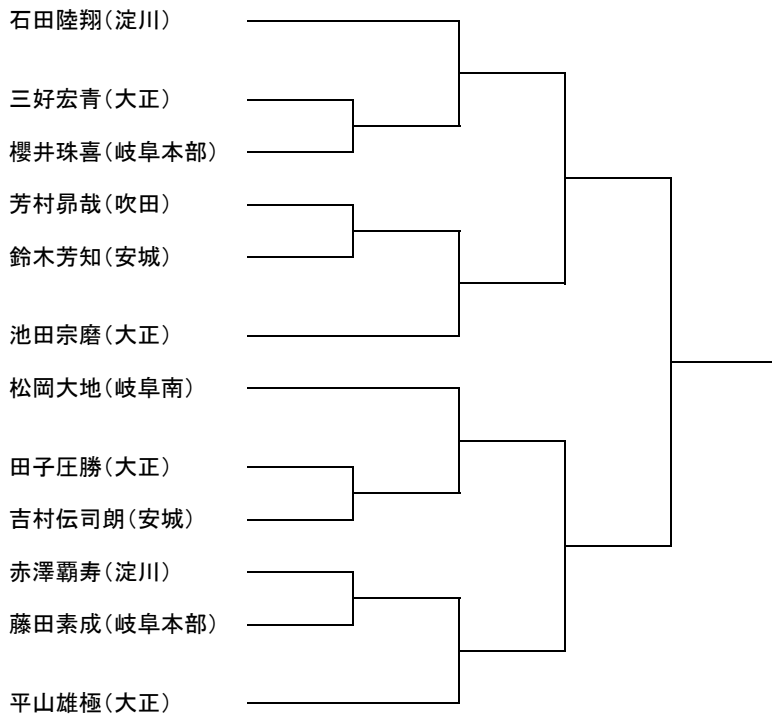 石田陸翔（淀川）
三好宏青（大正）
櫻井珠喜（岐阜本部）
芳村昴哉（吹田）
鈴木芳知（安城）
池田宗磨（大正）
松岡大地（岐阜南）
田子圧勝（大正）
吉村伝司朗（安城）
赤澤覇寿（淀川）
藤田素成（岐阜本部）
平山雄極（大正）